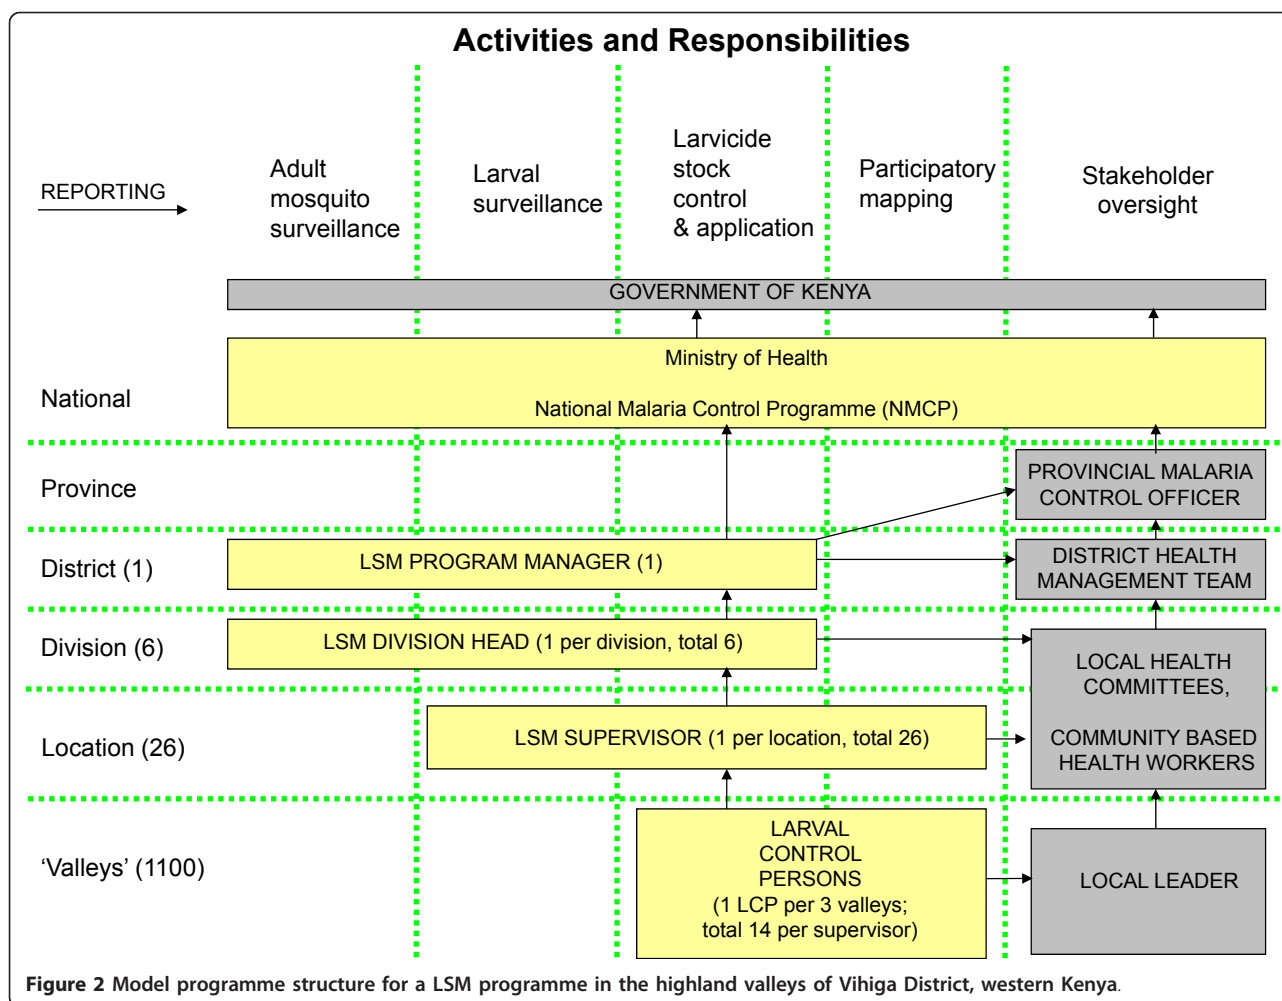 Activities and Responsibilities
REPORTING
Adult
mosquito
surveillance
Larval
surveillance
Larvicide
stock
control
& application
Participatory
mapping
Stakeholder
oversight
GOVERNMENT OF KENYA
National
Ministry of Health
National Malaria Control Programme (NMCP)
Province
PROVINCIAL MALARIA
CONTROL OFFICER
District (1)
LSM PROGRAM MANAGER (1)
DISTRICT HEALTH
MANAGEMENT TEAM
Division (6)
LSM DIVISION HEAD (1 per division, total 6)
LOCAL HEALTH
COMMITTEES,
COMMUNITY BASED
HEALTH WORKERS
Location (26)
LSM SUPERVISOR (1 per location, total 26)
'Valleys' (1100)
LARVAL
CONTROL
PERSONS
(1 LCP per 3 valleys;
total 14 per supervisor)
LOCAL LEADER
Figure 2 Model programme structure for a LSM programme in the highland valleys of Vihiga District, western Kenya.